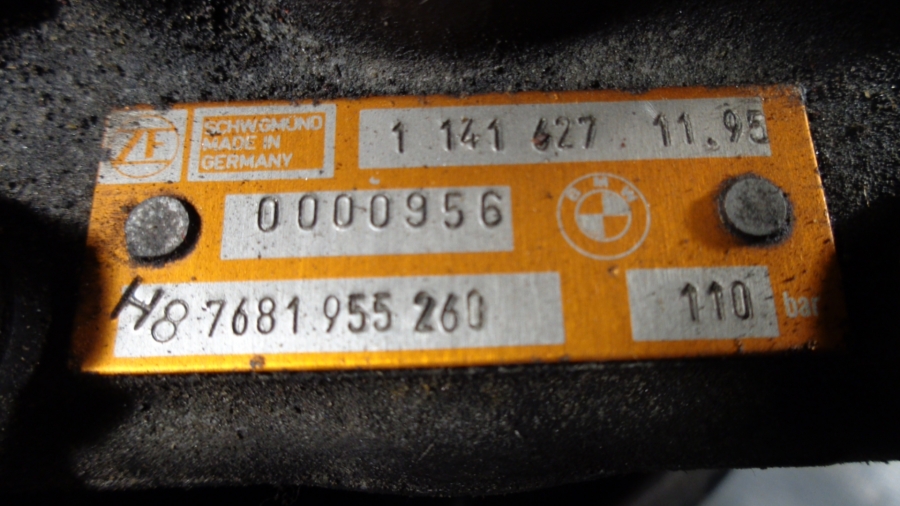 ZF
SCHW.GMÜND
MADE IN
GERMANY
1 141 627 11.95
0000956
BMW
H8 7681 955 260
110 bar